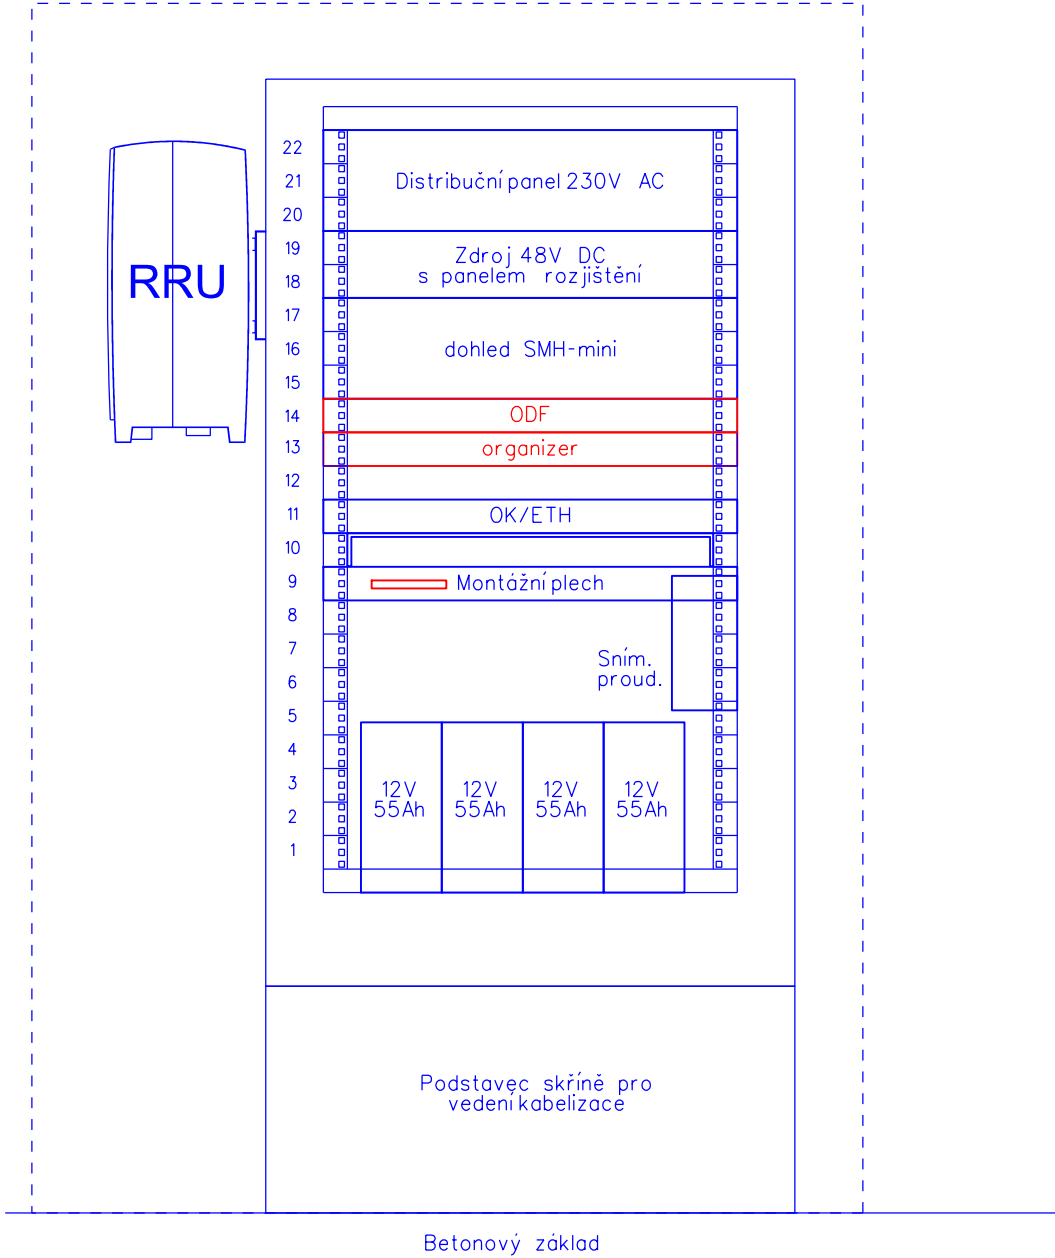 22
21
Distribuční panel 230V AC
20
19
Zdroj 48V DC
s panelem rozjištění
18
RRU
17
16
dohled SMH-mini
15
14
ODF
13
organizer
12
11
OK/ETH
10
9
Montážní plech
8
7
Sním.
proud.
6
5
4
3
12V 12V 12V 12V
55Ah 55Ah 55Ah 55Ah
2
1
Podstavec skříně pro
vedení kabelizace
Betonový základ